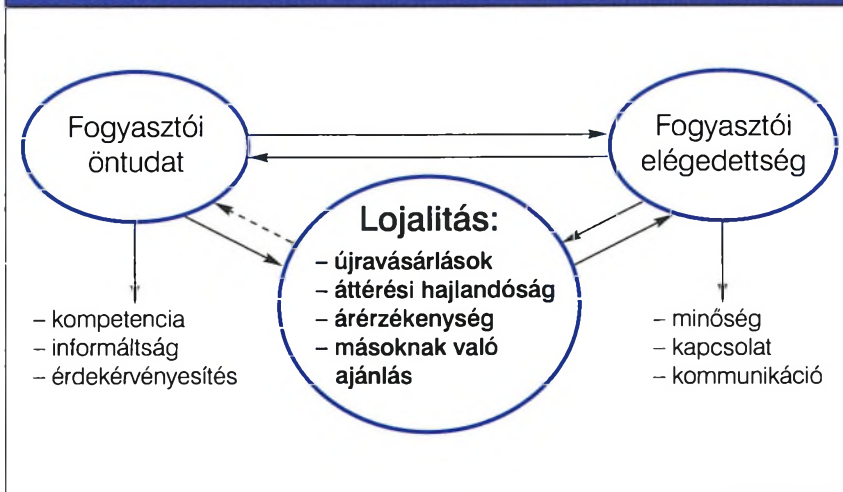 Fogyasztói
öntudat
Fogyasztói
elégedettség
Lojalitás:
– újravásárlások
– áttérési hajlandóság
– árérzékenység
– másoknak való
ajánlás
– kompetencia
– informáltság
– érdekérvényesítés
– minőség
– kapcsolat
– kommunikáció